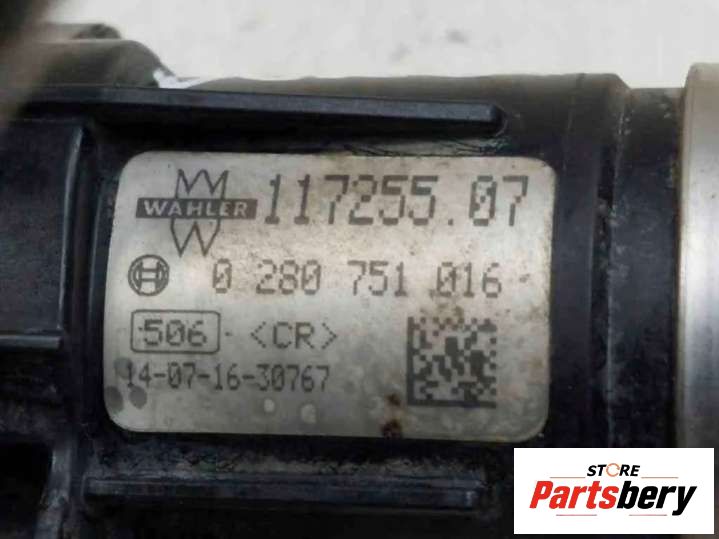 WAHLER 117255.07
0 280 751 016
506 <CR>
14-07-16-30767
STORE
Partsbery